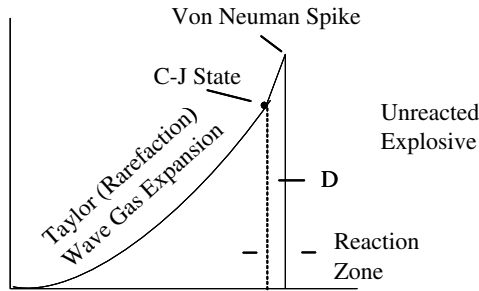 Von Neuman Spike
C-J State
Taylor (Rarefaction)
Wave Gas Expansion
Unreacted
Explosive
D
Reaction
Zone